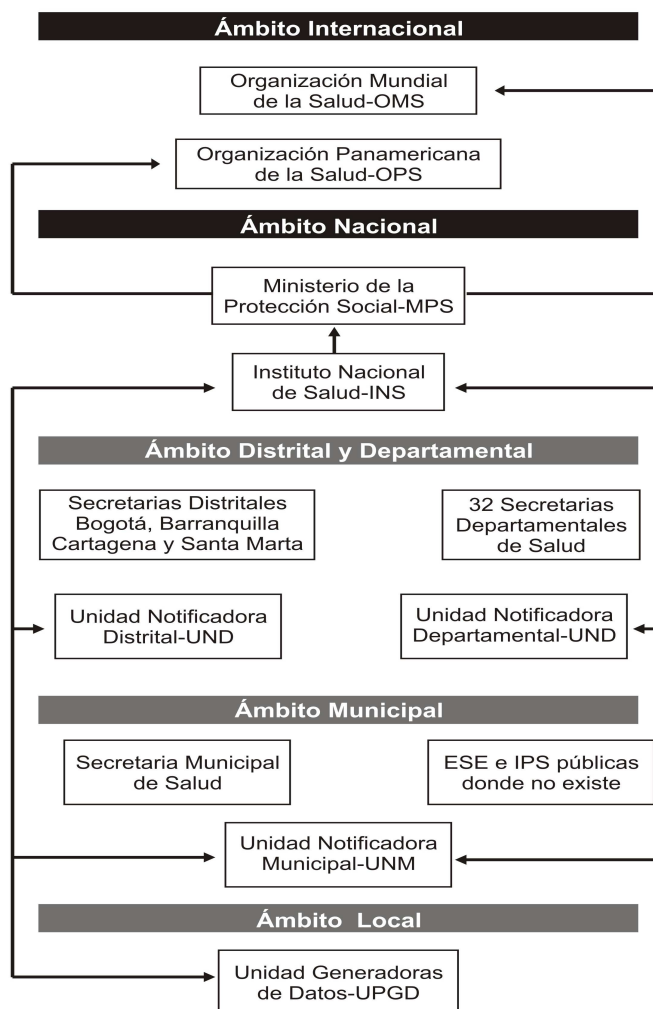 Ámbito Internacional
Organización Mundial
de la Salud-OMS
Organización Panamericana
de la Salud-OPS
Ámbito Nacional
Ministerio de la
Protección Social-MPS
Instituto Nacional
de Salud-INS
Ámbito Distrital y Departamental
Secretarias Distritales
Bogotá, Barranquilla
Cartagena y Santa Marta
32 Secretarias
Departamentales
de Salud
Unidad Notificadora
Distrital-UND
Unidad Notificadora
Departamental-UND
Ámbito Municipal
Secretaria Municipal
de Salud
ESE e IPS públicas
donde no existe
Unidad Notificadora
Municipal-UNM
Ámbito Local
Unidad Generadoras
de Datos-UPGD